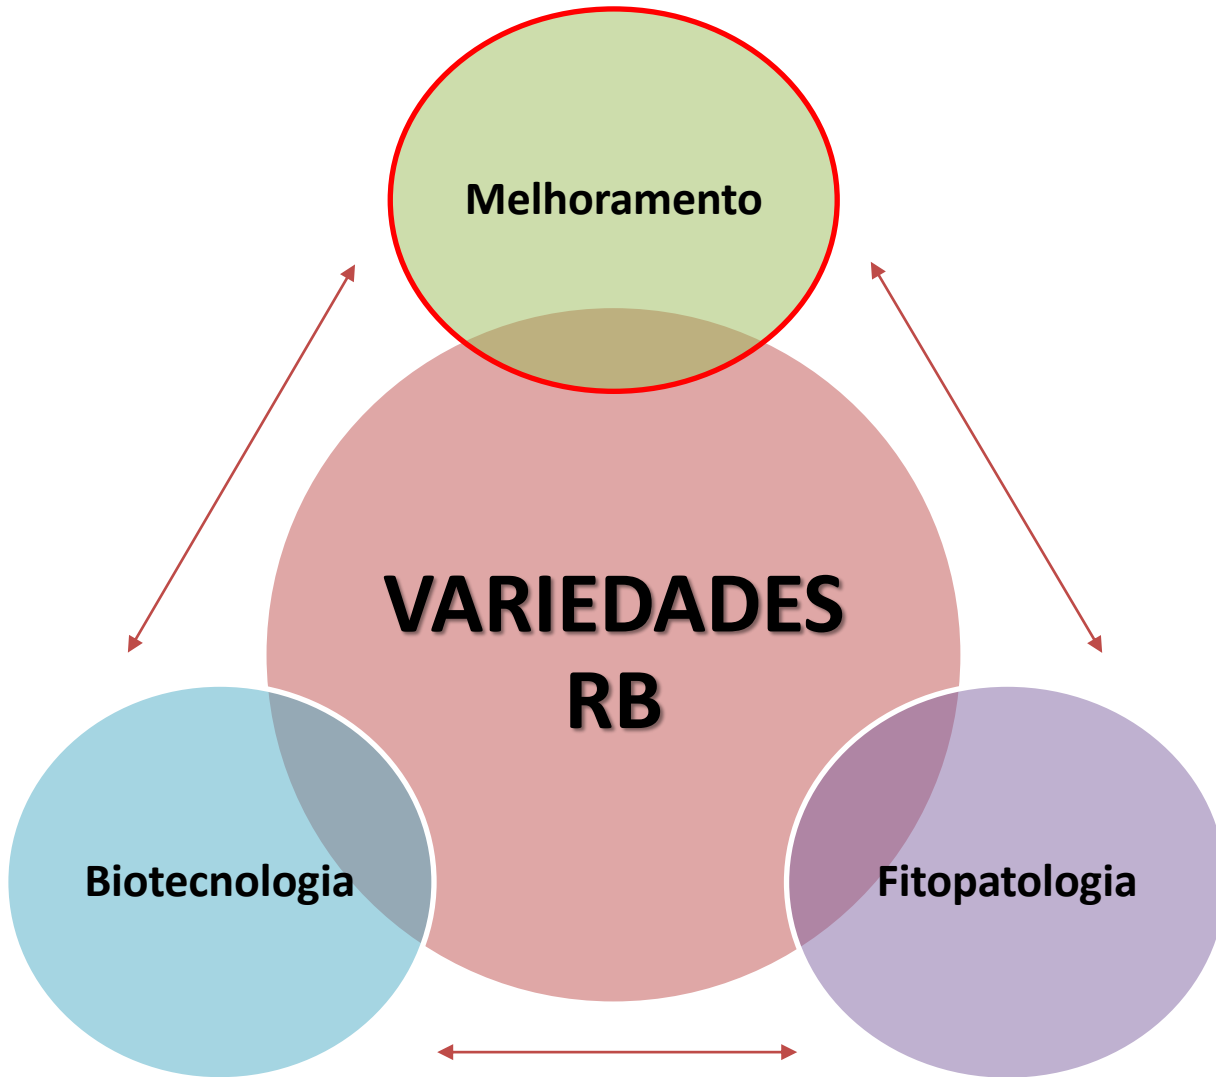 Melhoramento
VARIEDADES
RB
Biotecnologia
Fitopatologia